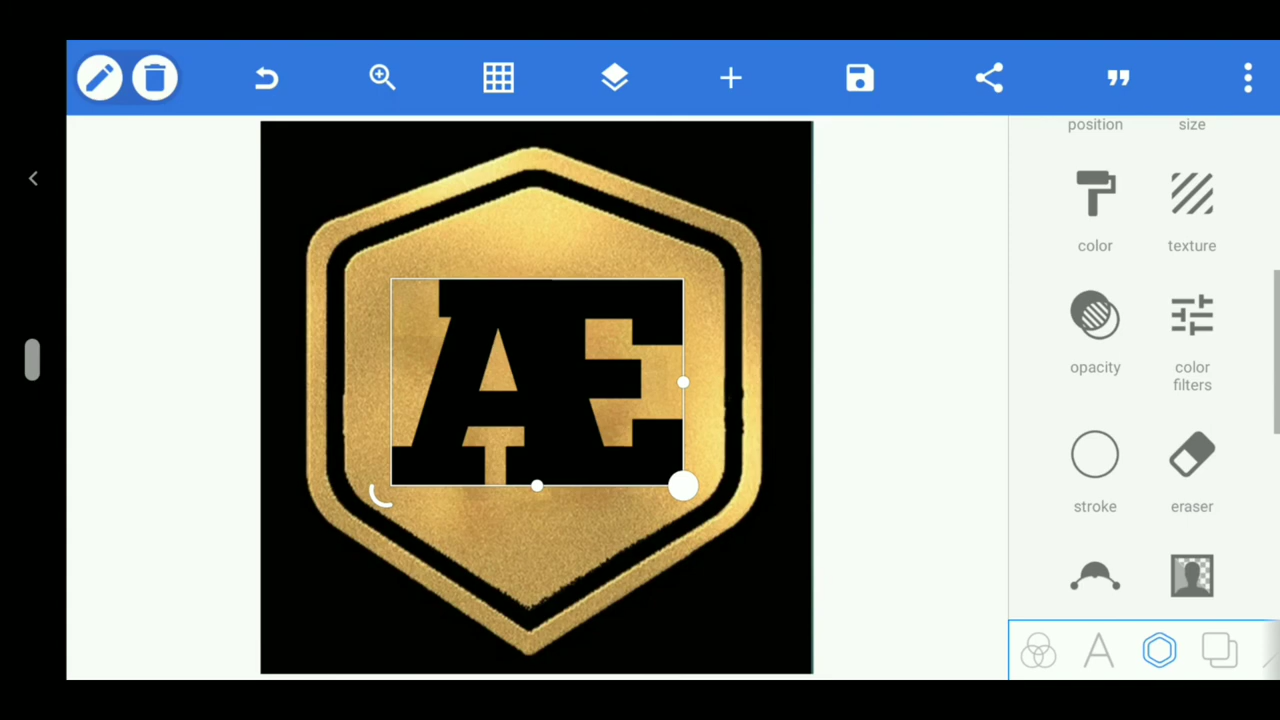 position size
color texture
opacity color filters
stroke eraser
AE